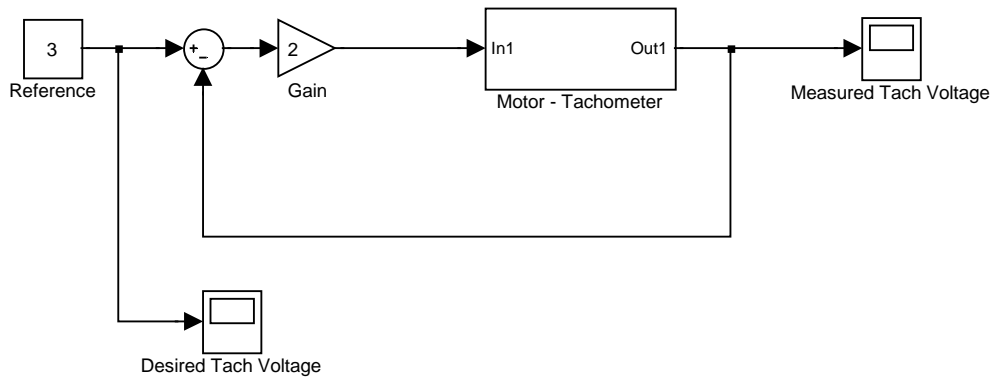 3
Reference
+
−
2
Gain
In1
Out1
Motor - Tachometer
Measured Tach Voltage
Desired Tach Voltage